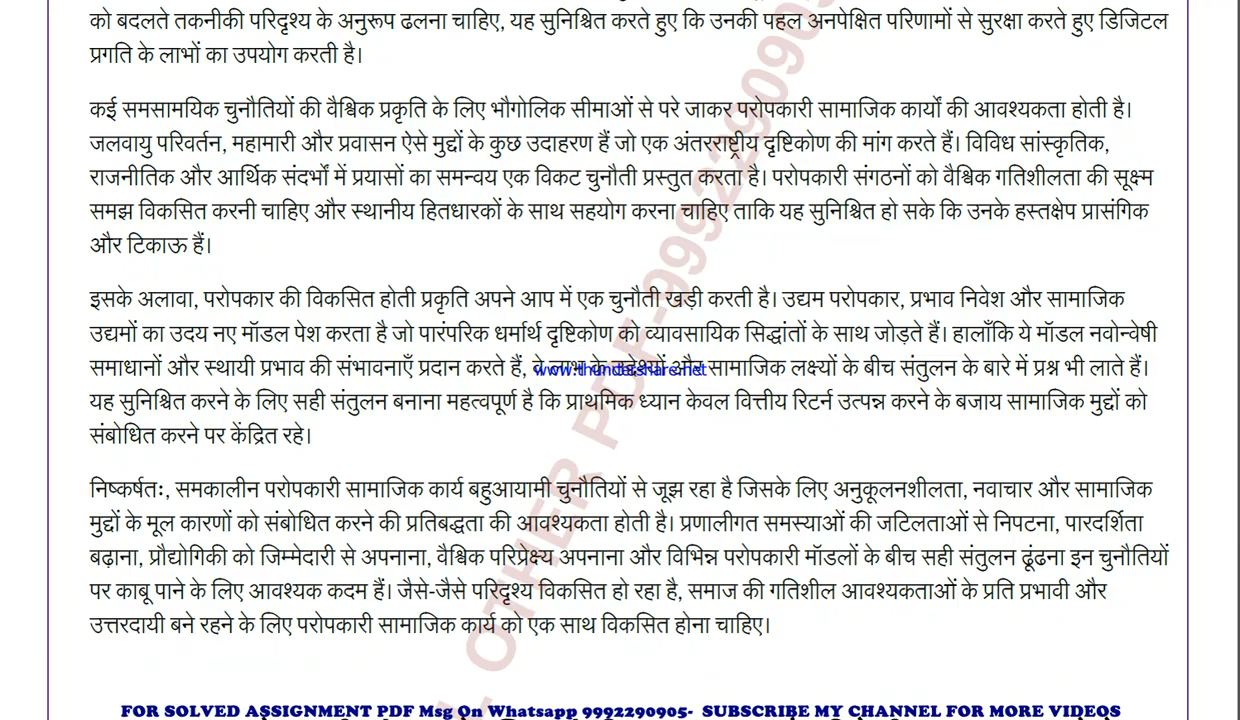 को बदलते तकनीकी परिदृश्य के अनुरूप ढलना चाहिए, यह सुनिश्चित करते हुए कि उनकी पहल अनपेक्षित परिणामों से सुरक्षा करते हुए डिजिटल
प्रगति के लाभों का उपयोग करती है।
कई समसामयिक चुनौतियों की वैश्विक प्रकृति के लिए भौगोलिक सीमाओं से परे जाकर परोपकारी सामाजिक कार्यों की आवश्यकता होती है।
जलवायु परिवर्तन, महामारी और प्रवासन ऐसे मुद्दों के कुछ उदाहरण हैं जो एक अंतरराष्ट्रीय दृष्टिकोण की मांग करते हैं। विविध सांस्कृतिक,
राजनीतिक और आर्थिक संदर्भों में प्रयासों का समन्वय एक विकट चुनौती प्रस्तुत करता है। परोपकारी संगठनों को वैश्विक गतिशीलता की सूक्ष्म
समझ विकसित करनी चाहिए और स्थानीय हितधारकों के साथ सहयोग करना चाहिए ताकि यह सुनिश्चित हो सके कि उनके हस्तक्षेप प्रासंगिक
और टिकाऊ हैं।
इसके अलावा, परोपकार की विकसित होती प्रकृति अपने आप में एक चुनौती खड़ी करती है। उद्यम परोपकार, प्रभाव निवेश और सामाजिक
उद्यमों का उदय नए मॉडल पेश करता है जो पारंपरिक धर्मार्थ दृष्टिकोण को व्यावसायिक सिद्धांतों के साथ जोड़ते हैं। हालाँकि ये मॉडल नवोन्वेषी
समाधानों और स्थायी प्रभाव की संभावनाएँ प्रदान करते हैं, वे लाभ के उद्देश्यों और सामाजिक लक्ष्यों के बीच संतुलन के बारे में प्रश्न भी लाते हैं।
www.thundershare.net
यह सुनिश्चित करने के लिए सही संतुलन बनाना महत्वपूर्ण है कि प्राथमिक ध्यान केवल वित्तीय रिटर्न उत्पन्न करने के बजाय सामाजिक मुद्दों को
संबोधित करने पर केंद्रित रहे।
निष्कर्षतः, समकालीन परोपकारी सामाजिक कार्य बहुआयामी चुनौतियों से जूझ रहा है जिसके लिए अनुकूलनशीलता, नवाचार और सामाजिक
मुद्दों के मूल कारणों को संबोधित करने की प्रतिबद्धता की आवश्यकता होती है। प्रणालीगत समस्याओं की जटिलताओं से निपटना, पारदर्शिता
बढ़ाना, प्रौद्योगिकी को जिम्मेदारी से अपनाना, वैश्विक परिप्रेक्ष्य अपनाना और विभिन्न परोपकारी मॉडलों के बीच सही संतुलन ढूंढना इन चुनौतियों
पर काबू पाने के लिए आवश्यक कदम हैं। जैसे-जैसे परिदृश्य विकसित हो रहा है, समाज की गतिशील आवश्यकताओं के प्रति प्रभावी और
उत्तरदायी बने रहने के लिए परोपकारी सामाजिक कार्य को एक साथ विकसित होना चाहिए।
OTHER PDF-9992290905
FOR SOLVED ASSIGNMENT PDF Msg On Whatsapp 9992290905- SUBSCRIBE MY CHANNEL FOR MORE VIDEOS